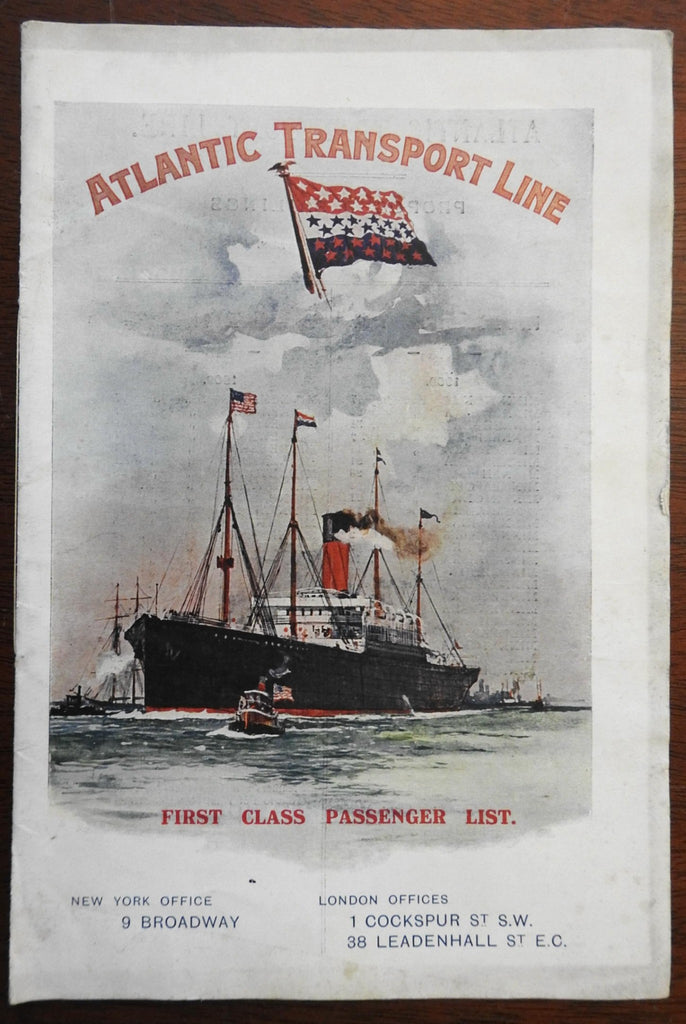 ATLANTIC TRANSPORT LINE
FIRST CLASS PASSENGER LIST.
NEW YORK OFFICE
9 BROADWAY
LONDON OFFICES
1 COCKSPUR ST S.W.
38 LEADENHALL ST E.C.